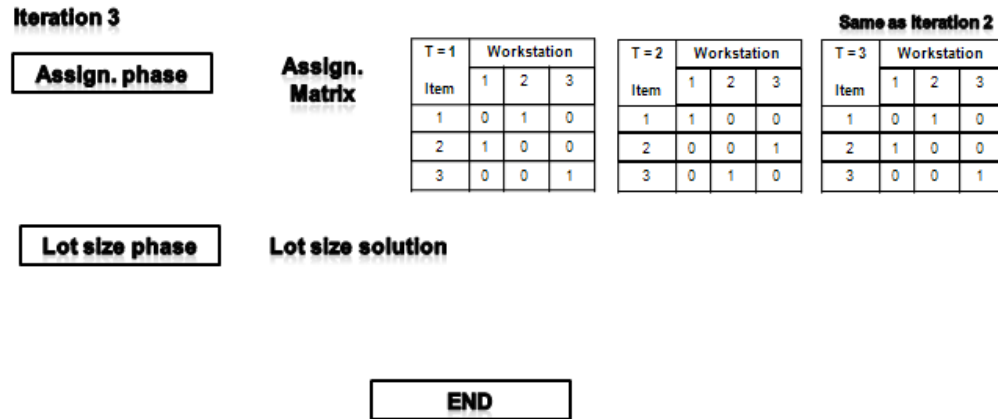 Iteration 3
Same as Iteration 2
Assign. phase
Assign.
Matrix
T = 1 Workstation
Item 1 2 3
1 0 1 0
2 1 0 0
3 0 0 1
T = 2 Workstation
Item 1 2 3
1 1 0 0
2 0 0 1
3 0 1 0
T = 3 Workstation
Item 1 2 3
1 0 1 0
2 1 0 0
3 0 0 1
Lot size phase
Lot size solution
END